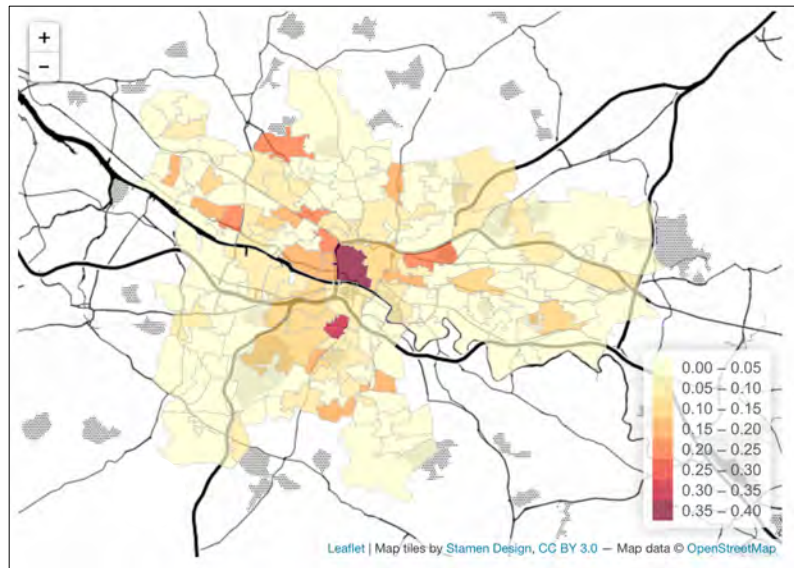 +
−
0.00 – 0.05
0.05 – 0.10
0.10 – 0.15
0.15 – 0.20
0.20 – 0.25
0.25 – 0.30
0.30 – 0.35
0.35 – 0.40
Leaflet | Map tiles by Stamen Design, CC BY 3.0 — Map data © OpenStreetMap